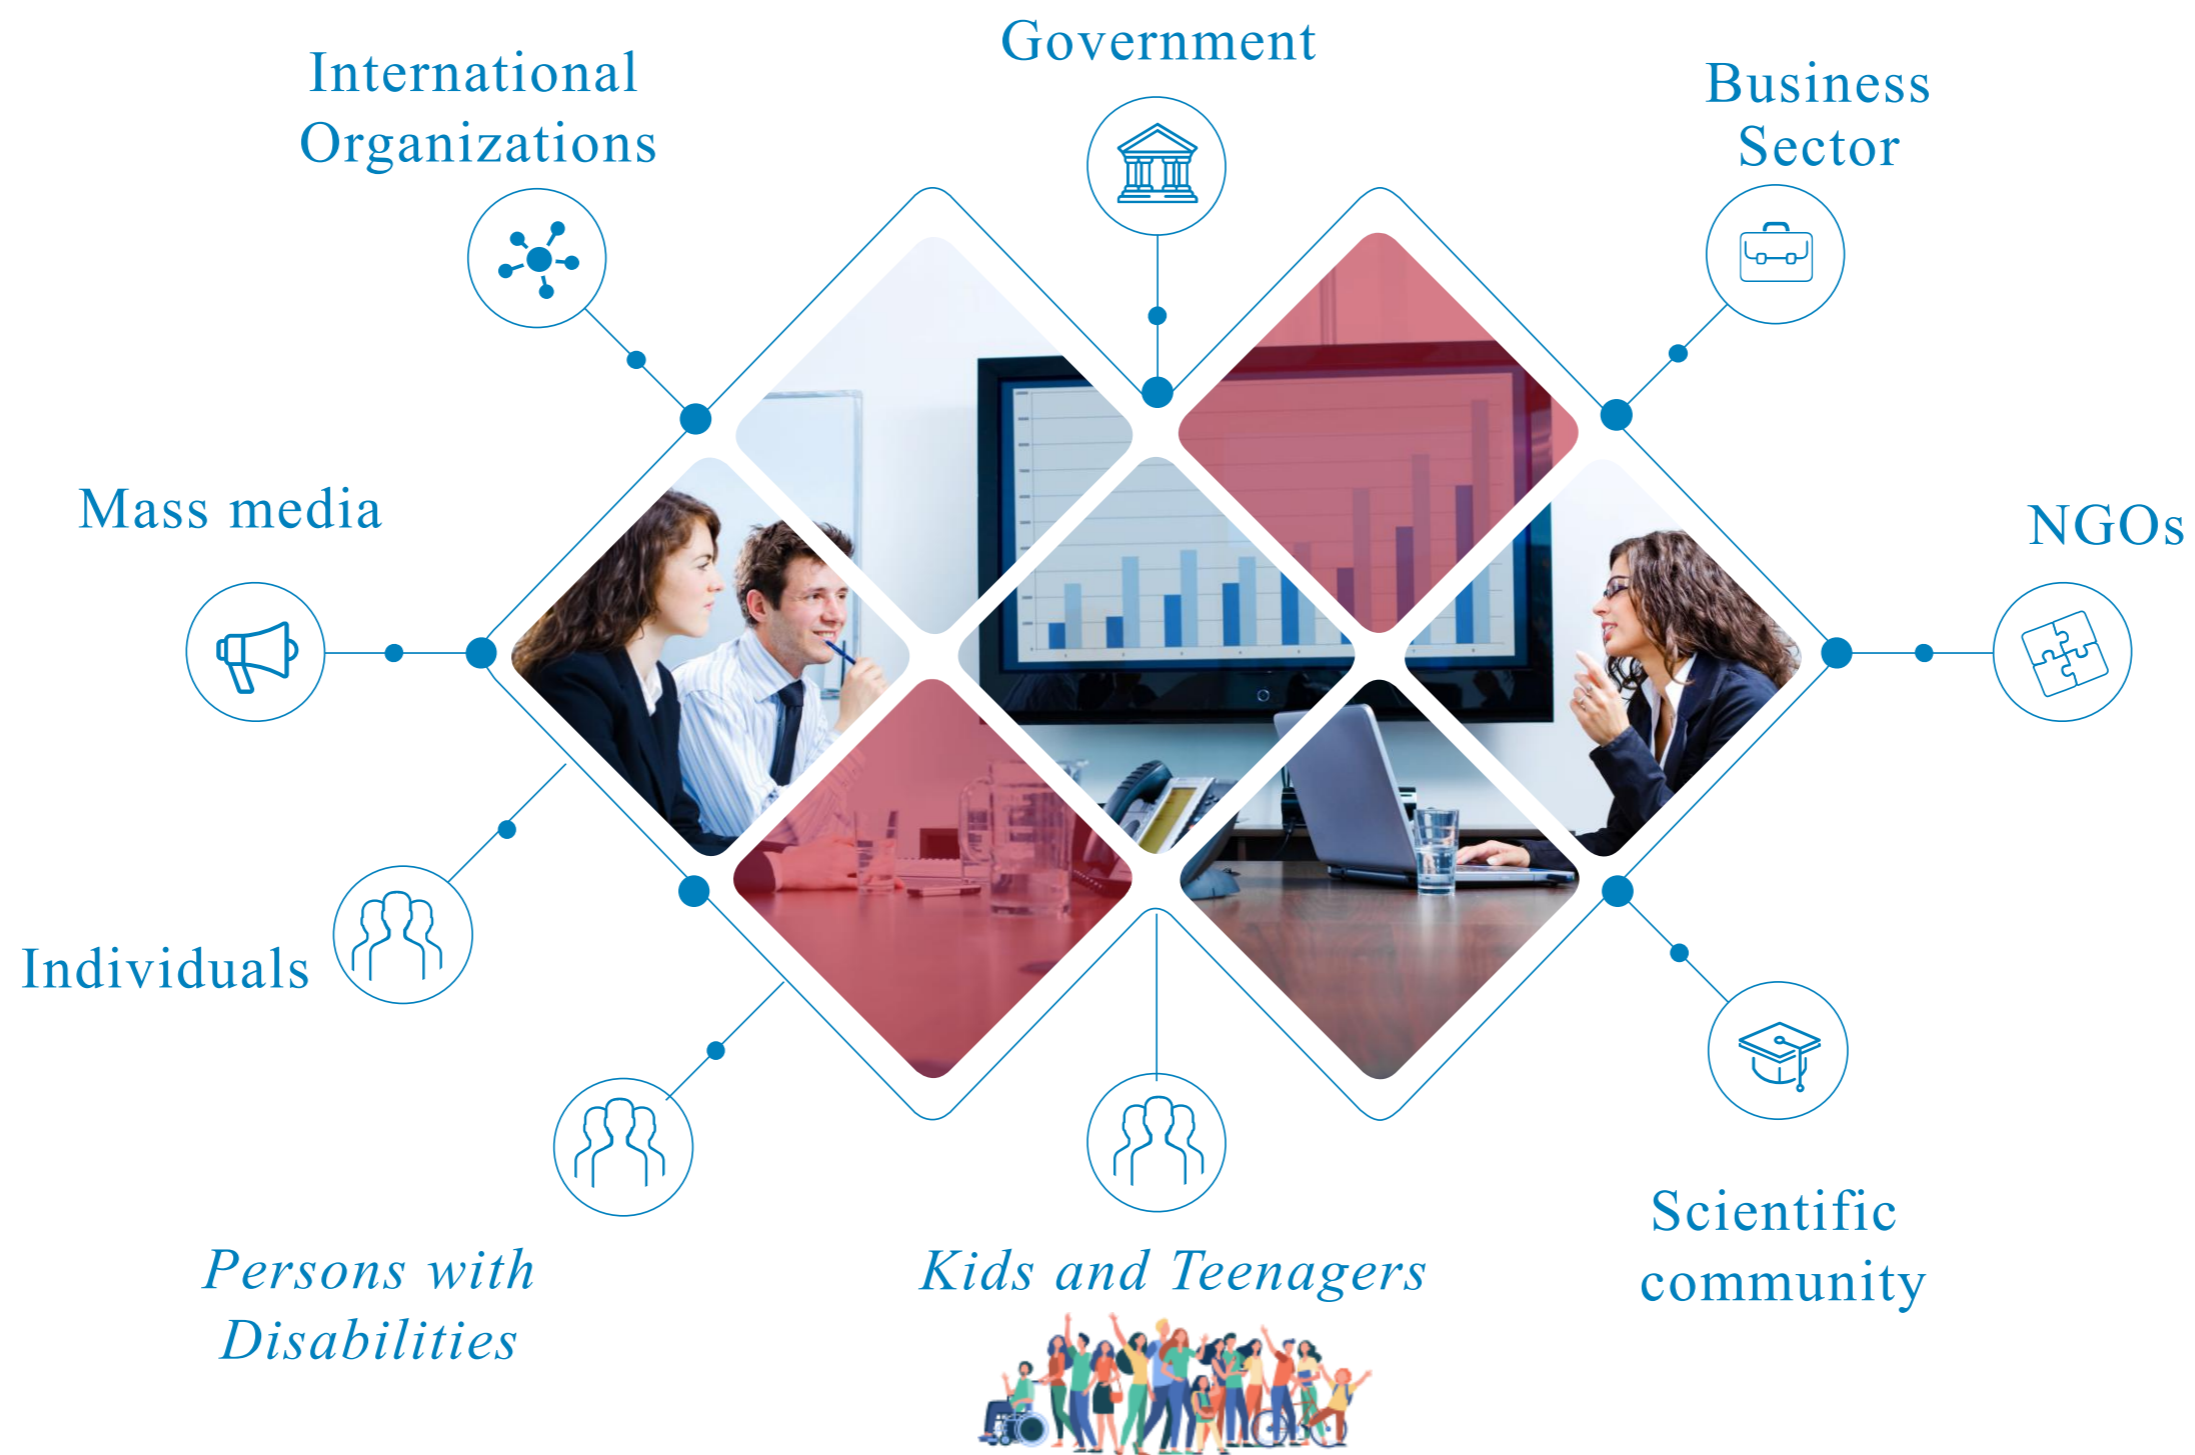 Government
International
Organizations
Business
Sector
Mass media
NGOs
Individuals
Persons with
Disabilities
Kids and Teenagers
Scientific
community